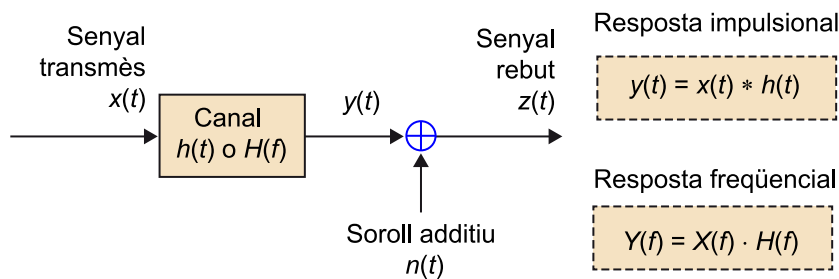 Senyal
transmès
x(t)
Canal
h(t) o H(f)
y(t)
Soroll additiu
n(t)
Senyal
rebut
z(t)
Resposta impulsional
y(t) = x(t) * h(t)
Resposta freqüencial
Y(f) = X(f) · H(f)